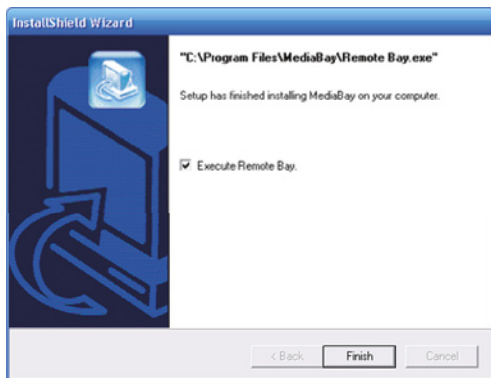 InstallShield Wizard
"C:\Program Files\MediaBay\Remote Bay.exe"
Setup has finished installing MediaBay on your computer.
Execute Remote Bay.
< Back Finish Cancel